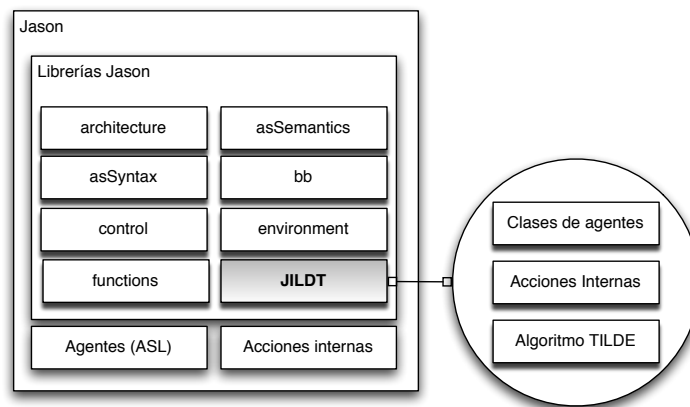 Jason
Librerías Jason
architecture
asSemantics
asSyntax
bb
control
environment
functions
JILDT
Agentes (ASL)
Acciones internas
Clases de agentes
Acciones Internas
Algoritmo TILDE